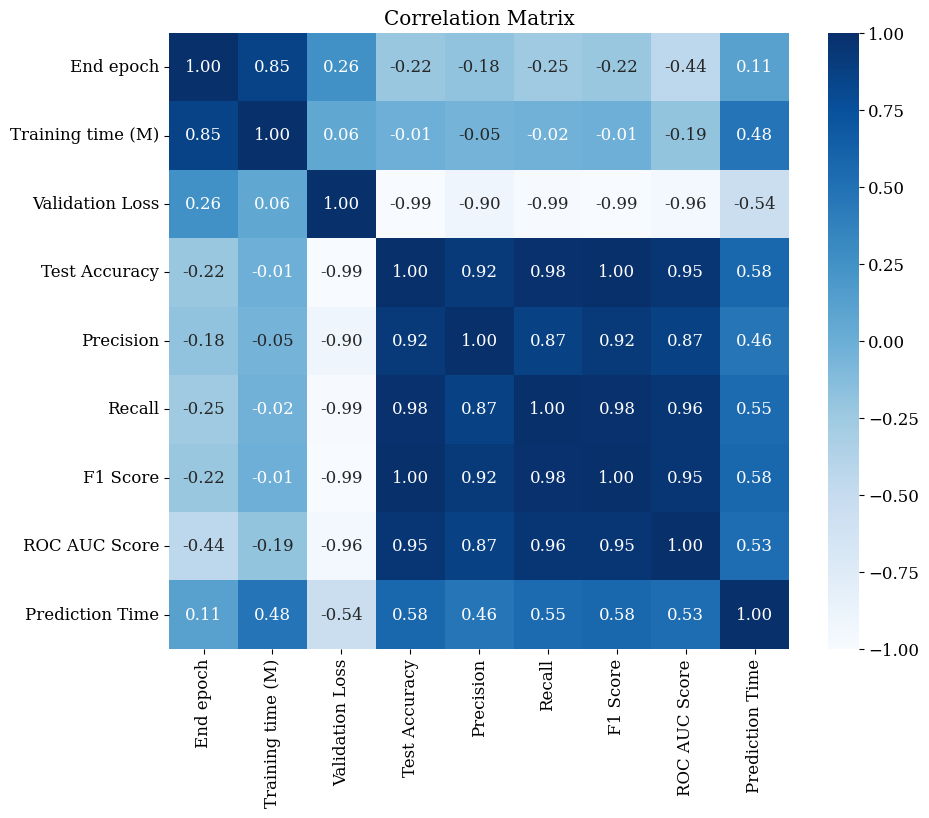 Correlation Matrix
End epoch 1.00 0.85 0.26 -0.22 -0.18 -0.25 -0.22 -0.44 0.11
Training time (M) 0.85 1.00 0.06 -0.01 -0.05 -0.02 -0.01 -0.19 0.48
Validation Loss 0.26 0.06 1.00 -0.99 -0.90 -0.99 -0.99 -0.96 -0.54
Test Accuracy -0.22 -0.01 -0.99 1.00 0.92 0.98 1.00 0.95 0.58
Precision -0.18 -0.05 -0.90 0.92 1.00 0.87 0.92 0.87 0.46
Recall -0.25 -0.02 -0.99 0.98 0.87 1.00 0.98 0.96 0.55
F1 Score -0.22 -0.01 -0.99 1.00 0.92 0.98 1.00 0.95 0.58
ROC AUC Score -0.44 -0.19 -0.96 0.95 0.87 0.96 0.95 1.00 0.53
Prediction Time 0.11 0.48 -0.54 0.58 0.46 0.55 0.58 0.53 1.00
End epoch
Training time (M)
Validation Loss
Test Accuracy
Precision
Recall
F1 Score
ROC AUC Score
Prediction Time
1.00
0.75
0.50
0.25
0.00
−0.25
−0.50
−0.75
−1.00